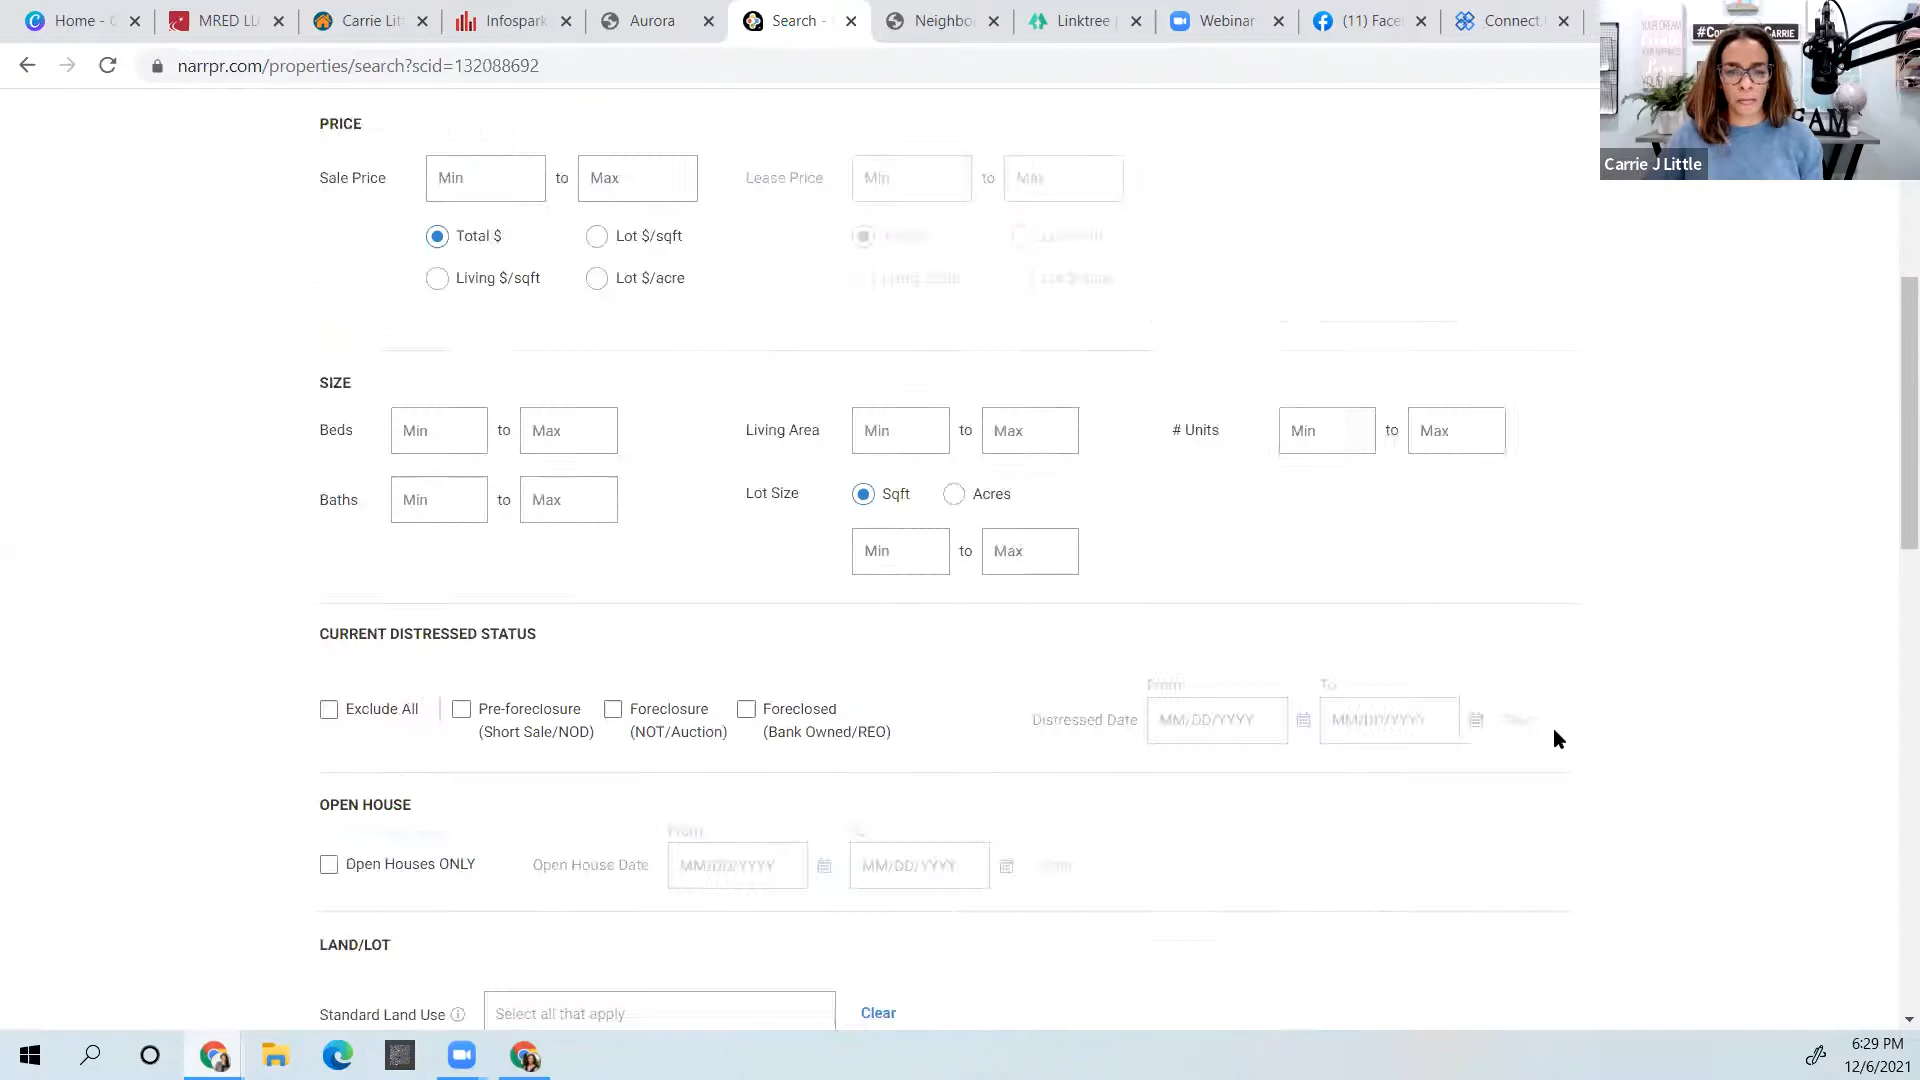 Home - C
MRED LL
Carrie Lit
Infospark
Aurora
Search -
Neighbo
Linktree
Webinar
(11) Face
Connect
narrpr.com/properties/search?scid=132088692
#Co CARRIE
Carrie J Little
PRICE
Sale Price Min to Max Lease Price Min to Max
Total $ Lot $/sqft
Living $/sqft Lot $/acre
SIZE
Beds Min to Max Living Area Min to Max # Units Min to Max
Baths Min to Max Lot Size Sqft Acres
Min to Max
CURRENT DISTRESSED STATUS
From To
Exclude All Pre-foreclosure Foreclosure Foreclosed
(Short Sale/NOD) (NOT/Auction) (Bank Owned/REO)
Distressed Date MM/DD/YYYY MM/DD/YYYY
OPEN HOUSE
From
Open Houses ONLY Open House Date MM/DD/YYYY MM/DD/YYYY
LAND/LOT
Standard Land Use Select all that apply Clear
6:29 PM
12/6/2021